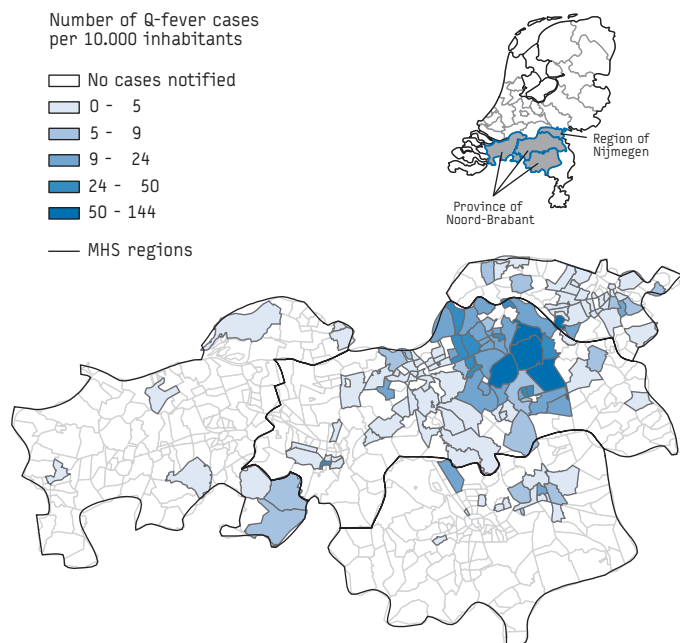 Number of Q-fever cases
per 10.000 inhabitants
No cases notified
0 - 5
5 - 9
9 - 24
24 - 50
50 - 144
MHS regions
Region of
Nijmegen
Province of
Noord-Brabant